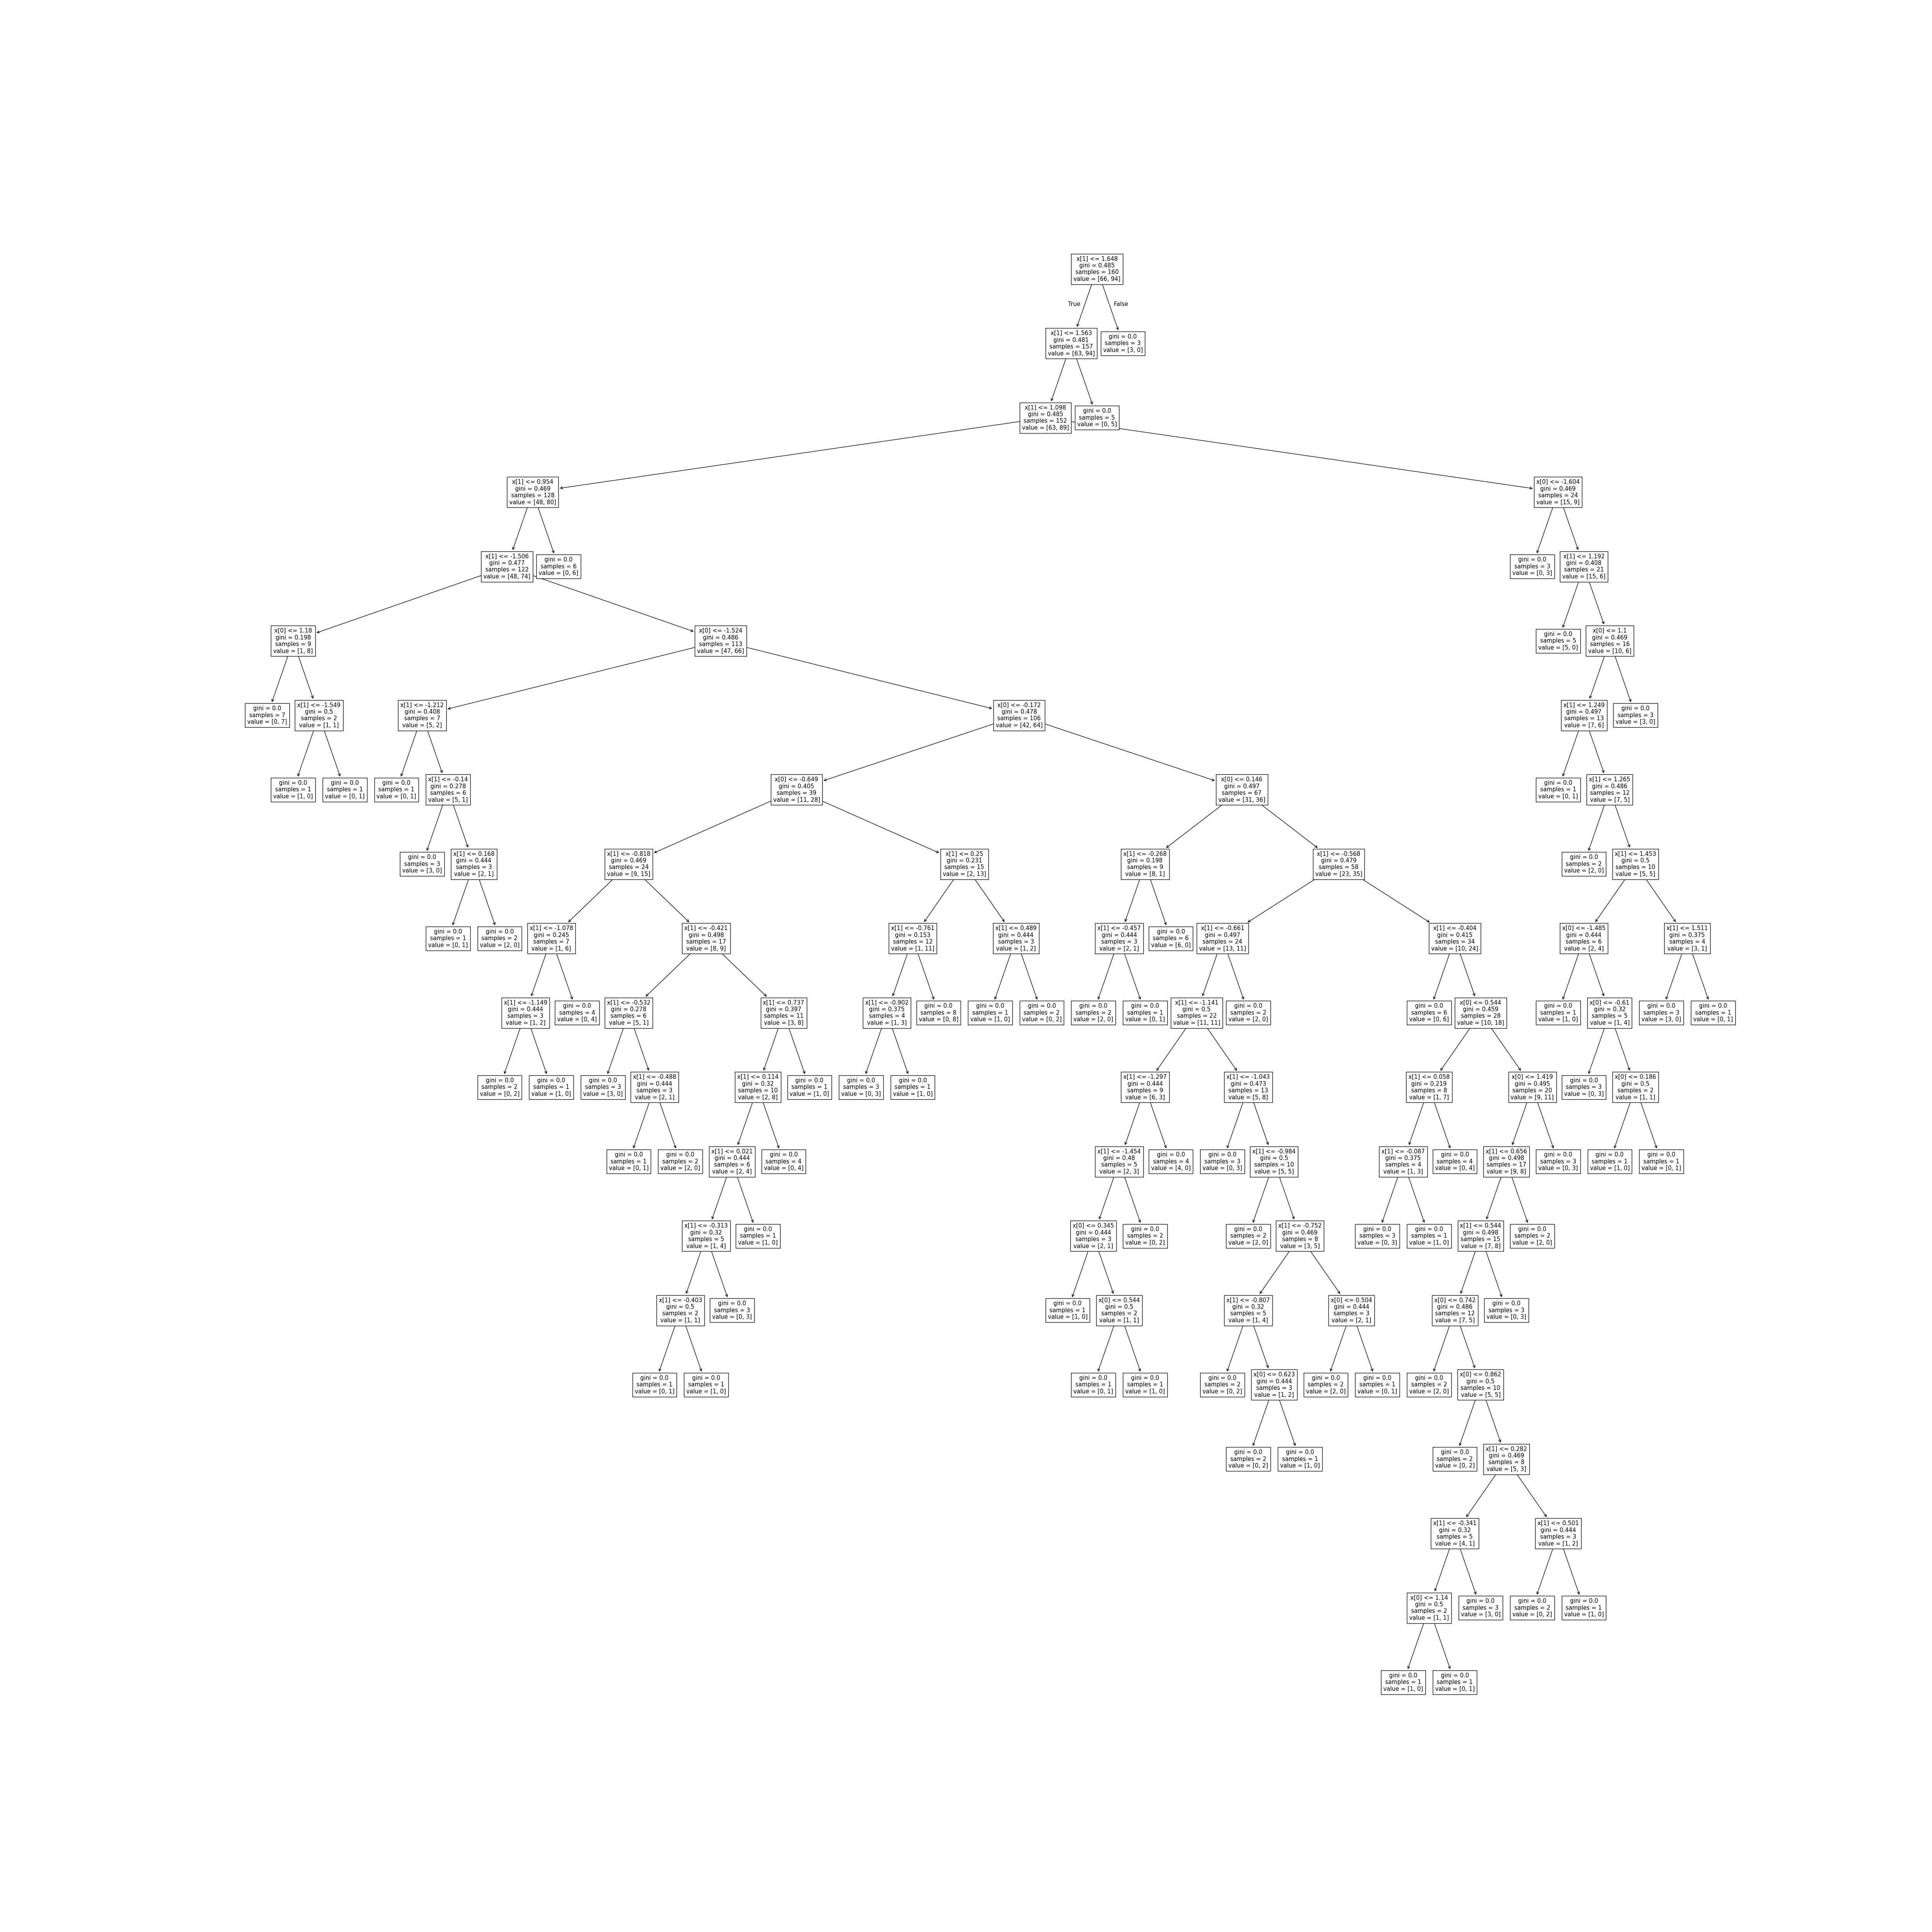 x[1] <= 1.648
gini = 0.485
samples = 160
value = [66, 94]
True
False
x[1] <= 1.563
gini = 0.481
samples = 157
value = [63, 94]
gini = 0.0
samples = 3
value = [3, 0]
x[1] <= 1.098
gini = 0.485
samples = 152
value = [63, 89]
gini = 0.0
samples = 5
value = [0, 5]
x[1] <= 0.954
gini = 0.469
samples = 128
value = [48, 80]
x[0] <= -1.604
gini = 0.469
samples = 24
value = [15, 9]
x[1] <= -1.506
gini = 0.477
samples = 122
value = [48, 74]
gini = 0.0
samples = 6
value = [0, 6]
gini = 0.0
samples = 3
value = [0, 3]
x[1] <= 1.192
gini = 0.408
samples = 21
value = [15, 6]
x[0] <= 1.18
gini = 0.198
samples = 9
value = [1, 8]
x[0] <= -1.524
gini = 0.486
samples = 113
value = [47, 66]
gini = 0.0
samples = 5
value = [5, 0]
x[0] <= 1.1
gini = 0.469
samples = 16
value = [10, 6]
gini = 0.0
samples = 7
value = [0, 7]
x[1] <= -1.549
gini = 0.5
samples = 2
value = [1, 1]
x[1] <= -1.212
gini = 0.408
samples = 7
value = [5, 2]
x[0] <= -0.172
gini = 0.478
samples = 106
value = [42, 64]
x[1] <= 1.249
gini = 0.497
samples = 13
value = [7, 6]
gini = 0.0
samples = 3
value = [3, 0]
gini = 0.0
samples = 1
value = [1, 0]
gini = 0.0
samples = 1
value = [0, 1]
gini = 0.0
samples = 1
value = [0, 1]
x[1] <= -0.14
gini = 0.278
samples = 6
value = [5, 1]
x[0] <= -0.649
gini = 0.405
samples = 39
value = [11, 28]
x[0] <= 0.146
gini = 0.497
samples = 67
value = [31, 36]
gini = 0.0
samples = 1
value = [0, 1]
x[1] <= 1.265
gini = 0.486
samples = 12
value = [7, 5]
gini = 0.0
samples = 3
value = [3, 0]
x[1] <= 0.168
gini = 0.444
samples = 3
value = [2, 1]
x[1] <= -0.818
gini = 0.469
samples = 24
value = [9, 15]
x[1] <= 0.25
gini = 0.231
samples = 15
value = [2, 13]
x[1] <= -0.268
gini = 0.198
samples = 9
value = [8, 1]
x[1] <= -0.568
gini = 0.479
samples = 58
value = [23, 35]
gini = 0.0
samples = 2
value = [2, 0]
x[1] <= 1.453
gini = 0.5
samples = 10
value = [5, 5]
gini = 0.0
samples = 1
value = [0, 1]
gini = 0.0
samples = 2
value = [2, 0]
x[1] <= -1.078
gini = 0.245
samples = 7
value = [1, 6]
x[1] <= -0.421
gini = 0.498
samples = 17
value = [8, 9]
x[1] <= -0.761
gini = 0.153
samples = 12
value = [1, 11]
x[1] <= 0.489
gini = 0.444
samples = 3
value = [1, 2]
x[1] <= -0.457
gini = 0.444
samples = 3
value = [2, 1]
gini = 0.0
samples = 6
value = [6, 0]
x[1] <= -0.661
gini = 0.497
samples = 24
value = [13, 11]
x[1] <= -0.404
gini = 0.415
samples = 34
value = [10, 24]
x[0] <= -1.485
gini = 0.444
samples = 6
value = [2, 4]
x[1] <= 1.511
gini = 0.375
samples = 4
value = [3, 1]
x[1] <= -1.149
gini = 0.444
samples = 3
value = [1, 2]
gini = 0.0
samples = 4
value = [0, 4]
x[1] <= -0.532
gini = 0.278
samples = 6
value = [5, 1]
x[1] <= 0.737
gini = 0.397
samples = 11
value = [3, 8]
x[1] <= -0.902
gini = 0.375
samples = 4
value = [1, 3]
gini = 0.0
samples = 8
value = [0, 8]
gini = 0.0
samples = 1
value = [1, 0]
gini = 0.0
samples = 2
value = [0, 2]
gini = 0.0
samples = 2
value = [2, 0]
gini = 0.0
samples = 1
value = [0, 1]
x[1] <= -1.141
gini = 0.5
samples = 22
value = [11, 11]
gini = 0.0
samples = 2
value = [2, 0]
gini = 0.0
samples = 6
value = [0, 6]
x[0] <= 0.544
gini = 0.459
samples = 28
value = [10, 18]
gini = 0.0
samples = 1
value = [1, 0]
x[0] <= -0.61
gini = 0.32
samples = 5
value = [1, 4]
gini = 0.0
samples = 3
value = [3, 0]
gini = 0.0
samples = 1
value = [0, 1]
gini = 0.0
samples = 2
value = [0, 2]
gini = 0.0
samples = 1
value = [1, 0]
gini = 0.0
samples = 3
value = [3, 0]
x[1] <= -0.488
gini = 0.444
samples = 3
value = [2, 1]
x[1] <= 0.114
gini = 0.32
samples = 10
value = [2, 8]
gini = 0.0
samples = 1
value = [1, 0]
gini = 0.0
samples = 3
value = [0, 3]
gini = 0.0
samples = 1
value = [1, 0]
x[1] <= -1.297
gini = 0.444
samples = 9
value = [6, 3]
x[1] <= -1.043
gini = 0.473
samples = 13
value = [5, 8]
x[1] <= 0.058
gini = 0.219
samples = 8
value = [1, 7]
x[0] <= 1.419
gini = 0.495
samples = 20
value = [9, 11]
gini = 0.0
samples = 3
value = [0, 3]
x[0] <= 0.186
gini = 0.5
samples = 2
value = [1, 1]
gini = 0.0
samples = 1
value = [0, 1]
gini = 0.0
samples = 2
value = [2, 0]
x[1] <= 0.021
gini = 0.444
samples = 6
value = [2, 4]
gini = 0.0
samples = 4
value = [0, 4]
x[1] <= -1.454
gini = 0.48
samples = 5
value = [2, 3]
gini = 0.0
samples = 4
value = [4, 0]
gini = 0.0
samples = 3
value = [0, 3]
x[1] <= -0.984
gini = 0.5
samples = 10
value = [5, 5]
x[1] <= -0.087
gini = 0.375
samples = 4
value = [1, 3]
gini = 0.0
samples = 4
value = [0, 4]
x[1] <= 0.656
gini = 0.498
samples = 17
value = [9, 8]
gini = 0.0
samples = 3
value = [0, 3]
gini = 0.0
samples = 1
value = [1, 0]
gini = 0.0
samples = 1
value = [0, 1]
x[1] <= -0.313
gini = 0.32
samples = 5
value = [1, 4]
gini = 0.0
samples = 1
value = [1, 0]
x[0] <= 0.345
gini = 0.444
samples = 3
value = [2, 1]
gini = 0.0
samples = 2
value = [0, 2]
gini = 0.0
samples = 2
value = [2, 0]
x[1] <= -0.752
gini = 0.469
samples = 8
value = [3, 5]
gini = 0.0
samples = 3
value = [0, 3]
gini = 0.0
samples = 1
value = [1, 0]
x[1] <= 0.544
gini = 0.498
samples = 15
value = [7, 8]
gini = 0.0
samples = 2
value = [2, 0]
x[1] <= -0.403
gini = 0.5
samples = 2
value = [1, 1]
gini = 0.0
samples = 3
value = [0, 3]
gini = 0.0
samples = 1
value = [1, 0]
x[0] <= 0.544
gini = 0.5
samples = 2
value = [1, 1]
x[1] <= -0.807
gini = 0.32
samples = 5
value = [1, 4]
x[0] <= 0.504
gini = 0.444
samples = 3
value = [2, 1]
x[0] <= 0.742
gini = 0.486
samples = 12
value = [7, 5]
gini = 0.0
samples = 3
value = [0, 3]
gini = 0.0
samples = 1
value = [0, 1]
gini = 0.0
samples = 1
value = [1, 0]
gini = 0.0
samples = 1
value = [0, 1]
gini = 0.0
samples = 1
value = [1, 0]
gini = 0.0
samples = 2
value = [0, 2]
x[0] <= 0.623
gini = 0.444
samples = 3
value = [1, 2]
gini = 0.0
samples = 2
value = [2, 0]
gini = 0.0
samples = 1
value = [0, 1]
gini = 0.0
samples = 2
value = [2, 0]
x[0] <= 0.862
gini = 0.5
samples = 10
value = [5, 5]
gini = 0.0
samples = 2
value = [0, 2]
gini = 0.0
samples = 1
value = [1, 0]
gini = 0.0
samples = 2
value = [0, 2]
x[1] <= 0.282
gini = 0.469
samples = 8
value = [5, 3]
x[1] <= -0.341
gini = 0.32
samples = 5
value = [4, 1]
x[1] <= 0.501
gini = 0.444
samples = 3
value = [1, 2]
x[0] <= 1.14
gini = 0.5
samples = 2
value = [1, 1]
gini = 0.0
samples = 3
value = [3, 0]
gini = 0.0
samples = 2
value = [0, 2]
gini = 0.0
samples = 1
value = [1, 0]
gini = 0.0
samples = 1
value = [1, 0]
gini = 0.0
samples = 1
value = [0, 1]